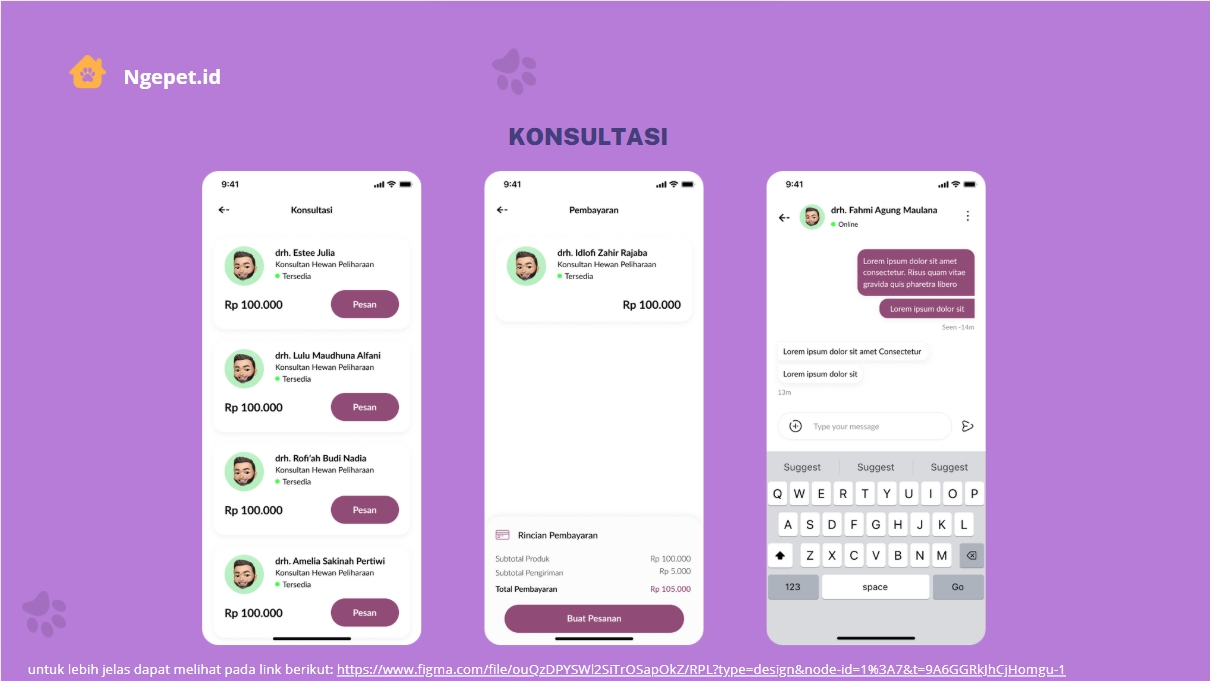 Ngepet.id
KONSULTASI
9:41
Konsultasi
drh. Estee Julia
Konsultan Hewan Peliharaan
Tersedia
Rp 100.000
Pesan
drh. Lulu Maudhuna Alfani
Konsultan Hewan Peliharaan
Tersedia
Rp 100.000
Pesan
drh. Rofi'ah Budi Nadia
Konsultan Hewan Peliharaan
Tersedia
Rp 100.000
Pesan
drh. Amelia Sakinah Pertiwi
Konsultan Hewan Peliharaan
Tersedia
Rp 100.000
Pesan
9:41
Pembayaran
drh. Idlofi Zahir Rajaba
Konsultan Hewan Peliharaan
Tersedia
Rp 100.000
Rincian Pembayaran
Subtotal Produk Rp 100.000
Subtotal Pengiriman Rp 5.000
Total Pembayaran Rp 105.000
Buat Pesanan
9:41
drh. Fahmi Agung Maulana
Online
Lorem ipsum dolor sit amet
consectetur. Risus quam vitae
gravida quis pharetra libero
Lorem ipsum dolor sit
Seen -14m
Lorem ipsum dolor sit amet Consectetur
Lorem ipsum dolor sit
13m
Type your message
Suggest Suggest Suggest
Q W E R T Y U I O P
A S D F G H J K L
Z X C V B N M
123 space Go
untuk lebih jelas dapat melihat pada link berikut: https://www.figma.com/file/ouQzDPYSWl2SiTrOSapOkZ/RPL?type=design&node-id=1%3A7&t=9A6GGRkJhCjHomgu-1